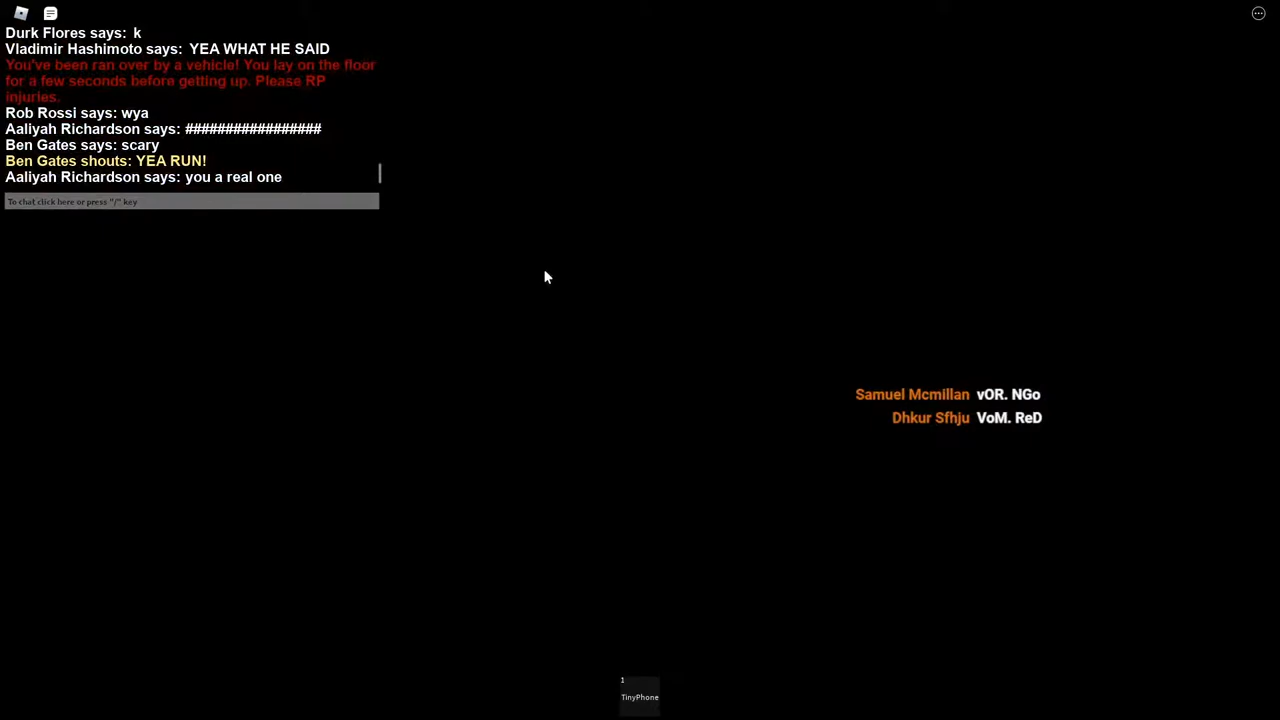 Durk Flores says: k
Vladimir Hashimoto says: YEA WHAT HE SAID
You've been ran over by a vehicle! You lay on the floor
for a few seconds before getting up. Please RP
injuries.
Rob Rossi says: wya
Aaliyah Richardson says: #################
Ben Gates says: scary
Ben Gates shouts: YEA RUN!
Aaliyah Richardson says: you a real one
To chat click here or press "/" key
Samuel Mcmillan vOR. NGo
Dhkur Sfhju VoM. ReD
1
TinyPhone